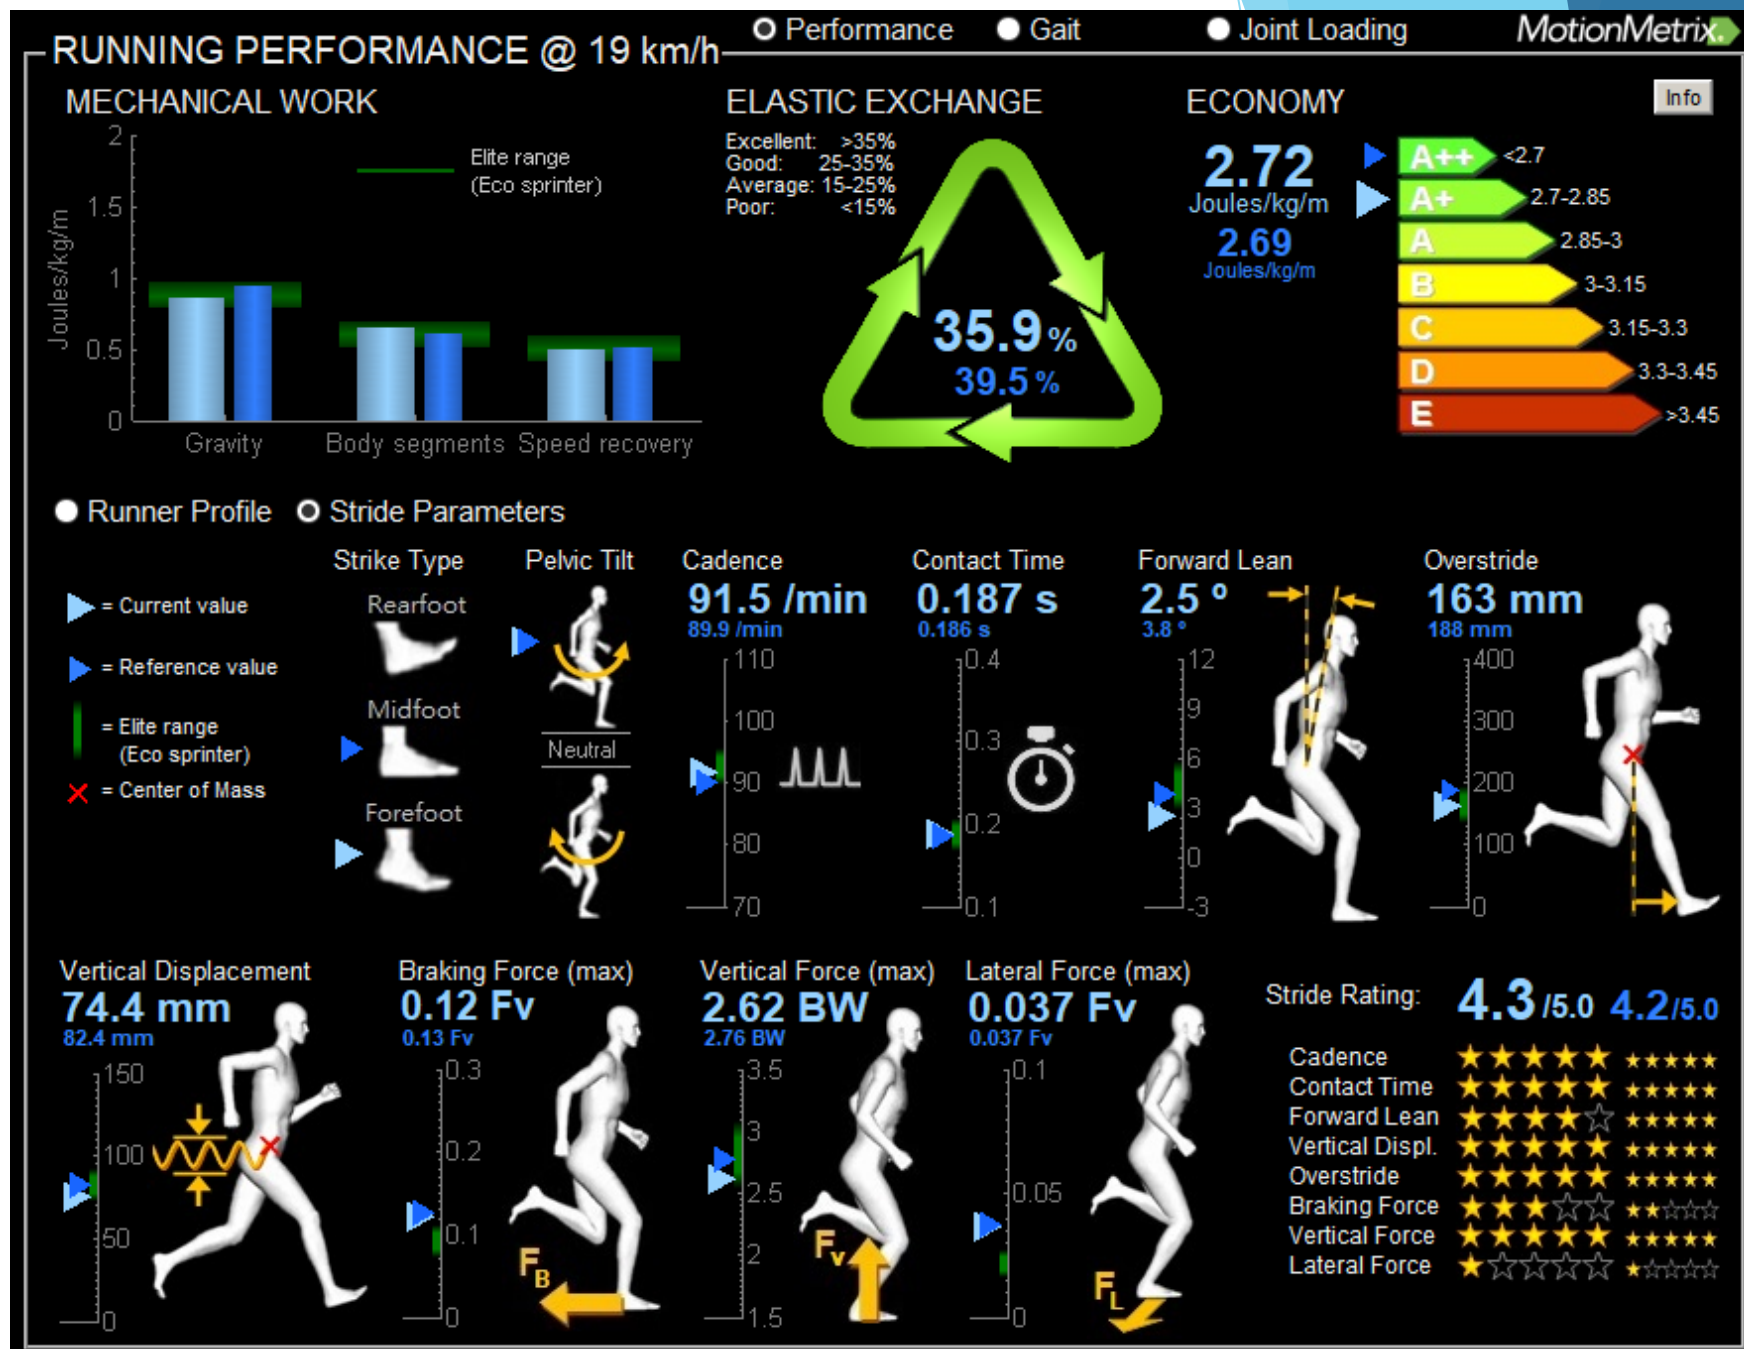 Performance
Gait
Joint Loading
MotionMetrix.
RUNNING PERFORMANCE @ 19 km/h
MECHANICAL WORK
2
1.5
1
0.5
0
Joules/kg/m
Elite range
(Eco sprinter)
Gravity
Body segments
Speed recovery
ELASTIC EXCHANGE
Excellent: >35%
Good: 25-35%
Average: 15-25%
Poor: <15%
35.9 %
39.5 %
ECONOMY
Info
2.72
Joules/kg/m
2.69
Joules/kg/m
A++ <2.7
A+ 2.7-2.85
A 2.85-3
B 3-3.15
C 3.15-3.3
D 3.3-3.45
E >3.45
Runner Profile
Stride Parameters
= Current value
= Reference value
= Elite range
(Eco sprinter)
= Center of Mass
Strike Type
Rearfoot
Midfoot
Forefoot
Pelvic Tilt
Neutral
Cadence
91.5 /min
89.9 /min
110
100
90
80
70
Contact Time
0.187 s
0.186 s
0.4
0.3
0.2
0.1
Forward Lean
2.5 º
3.8 º
12
9
6
3
0
-3
Overstride
163 mm
188 mm
400
300
200
100
0
Vertical Displacement
74.4 mm
82.4 mm
150
100
50
0
Braking Force (max)
0.12 Fv
0.13 Fv
0.3
0.2
0.1
0
FB
Vertical Force (max)
2.62 BW
2.76 BW
3.5
3
2.5
2
1.5
Fv
Lateral Force (max)
0.037 Fv
0.037 Fv
0.1
0.05
0
FL
Stride Rating: 4.3 /5.0 4.2/5.0
Cadence
Contact Time
Forward Lean
Vertical Displ.
Overstride
Braking Force
Vertical Force
Lateral Force